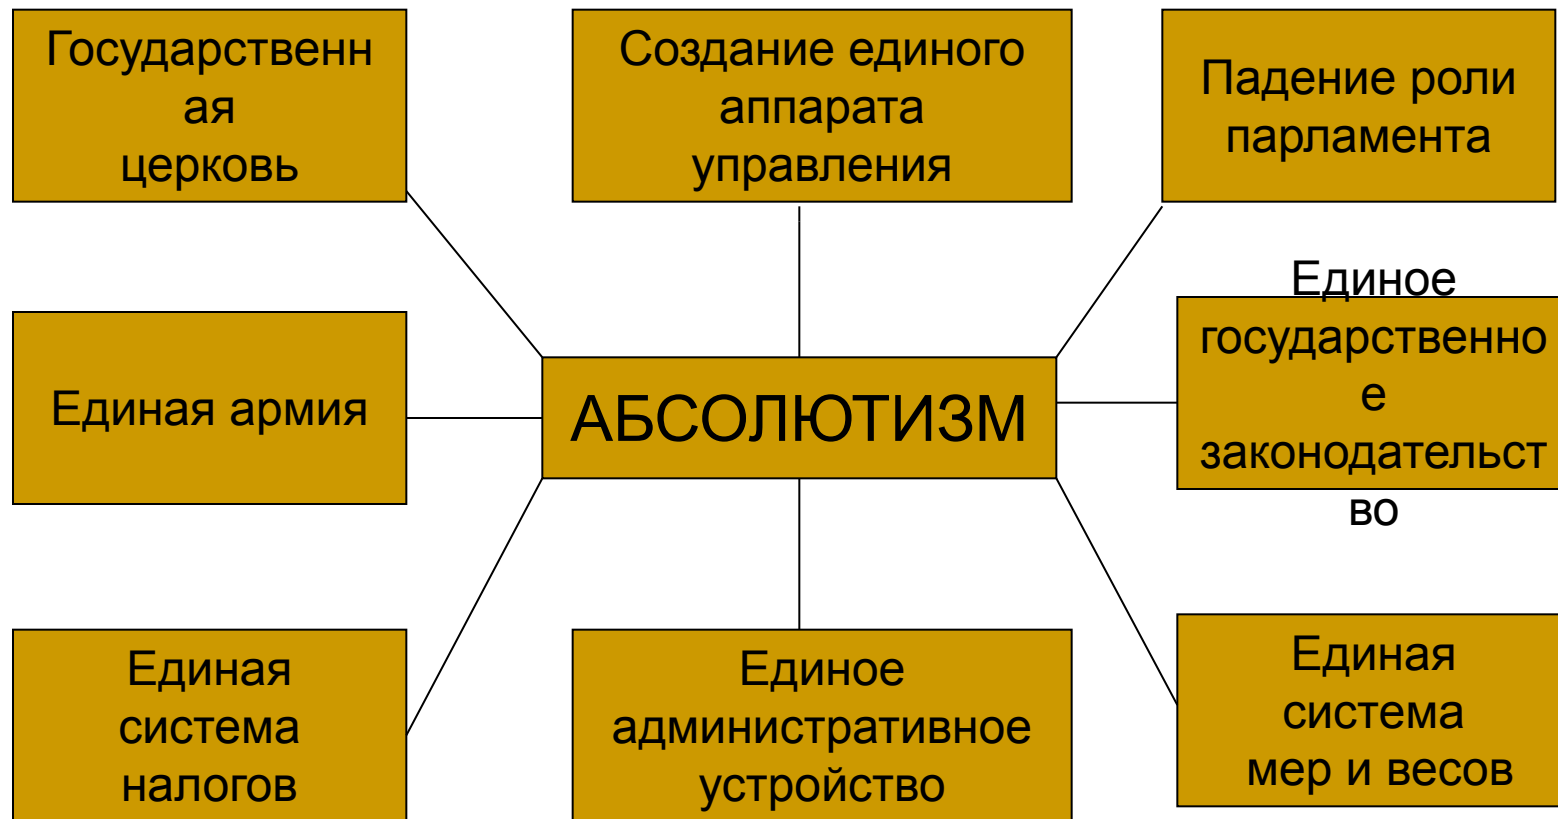 Государственн
ая
церковь
Создание единого
аппарата
управления
Падение роли
парламента
Единая армия
АБСОЛЮТИЗМ
Единое
государственно
е
законодательст
во
Единая
система
налогов
Единое
административное
устройство
Единая
система
мер и весов